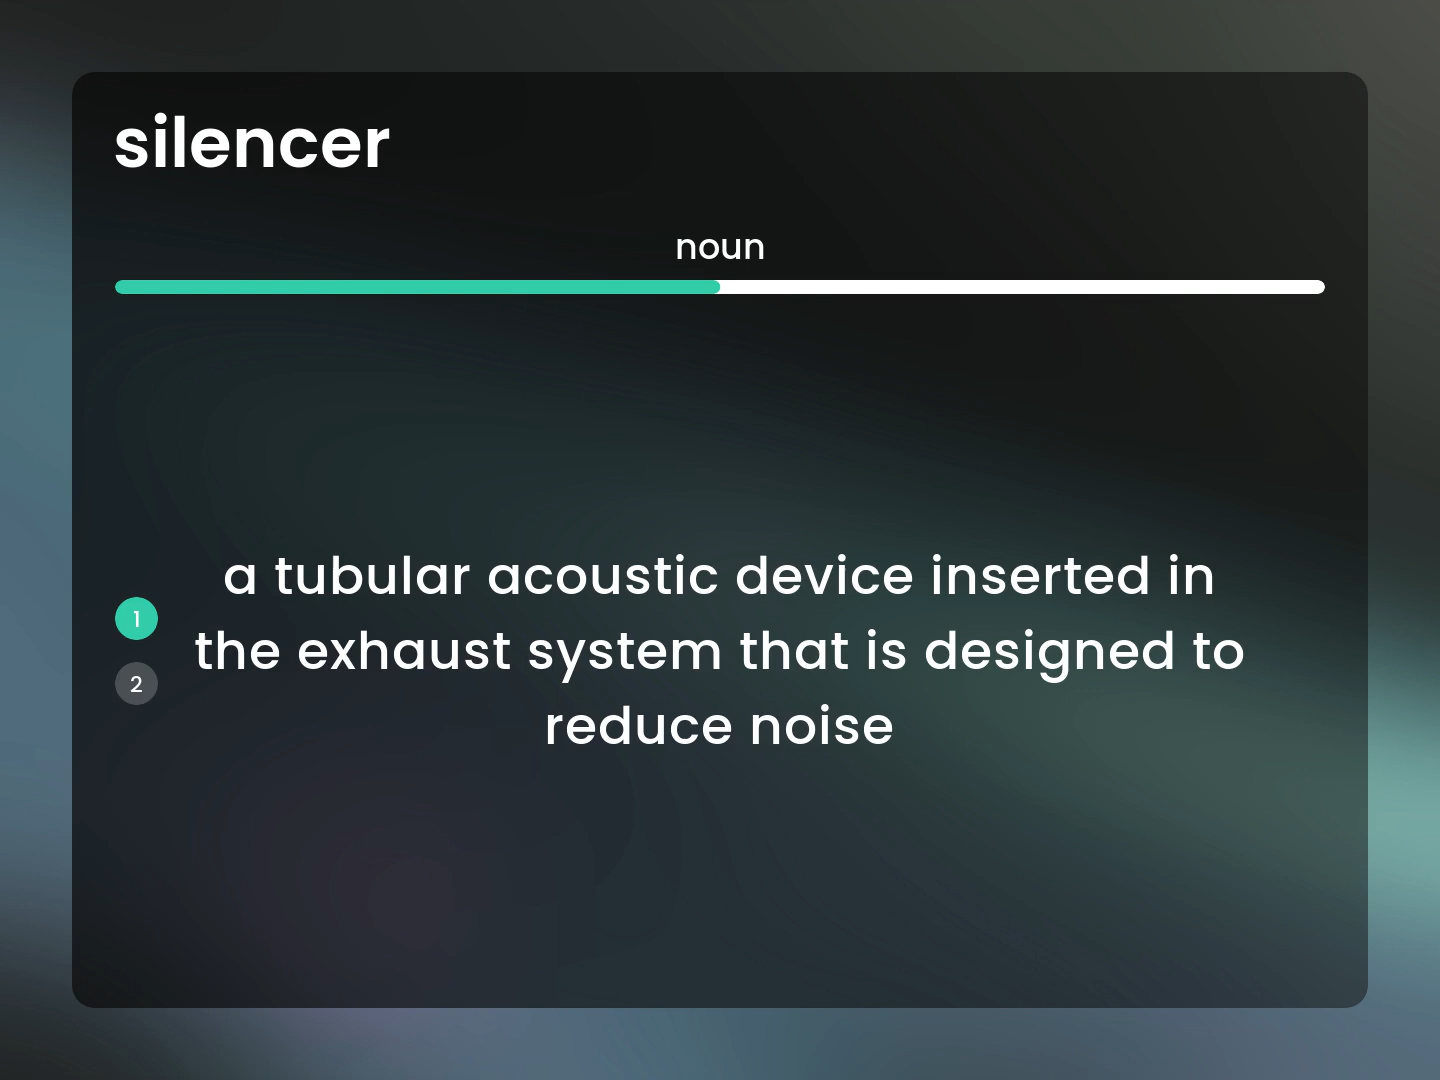 silencer
noun
a tubular acoustic device inserted in
1
the exhaust system that is designed to
2
reduce noise